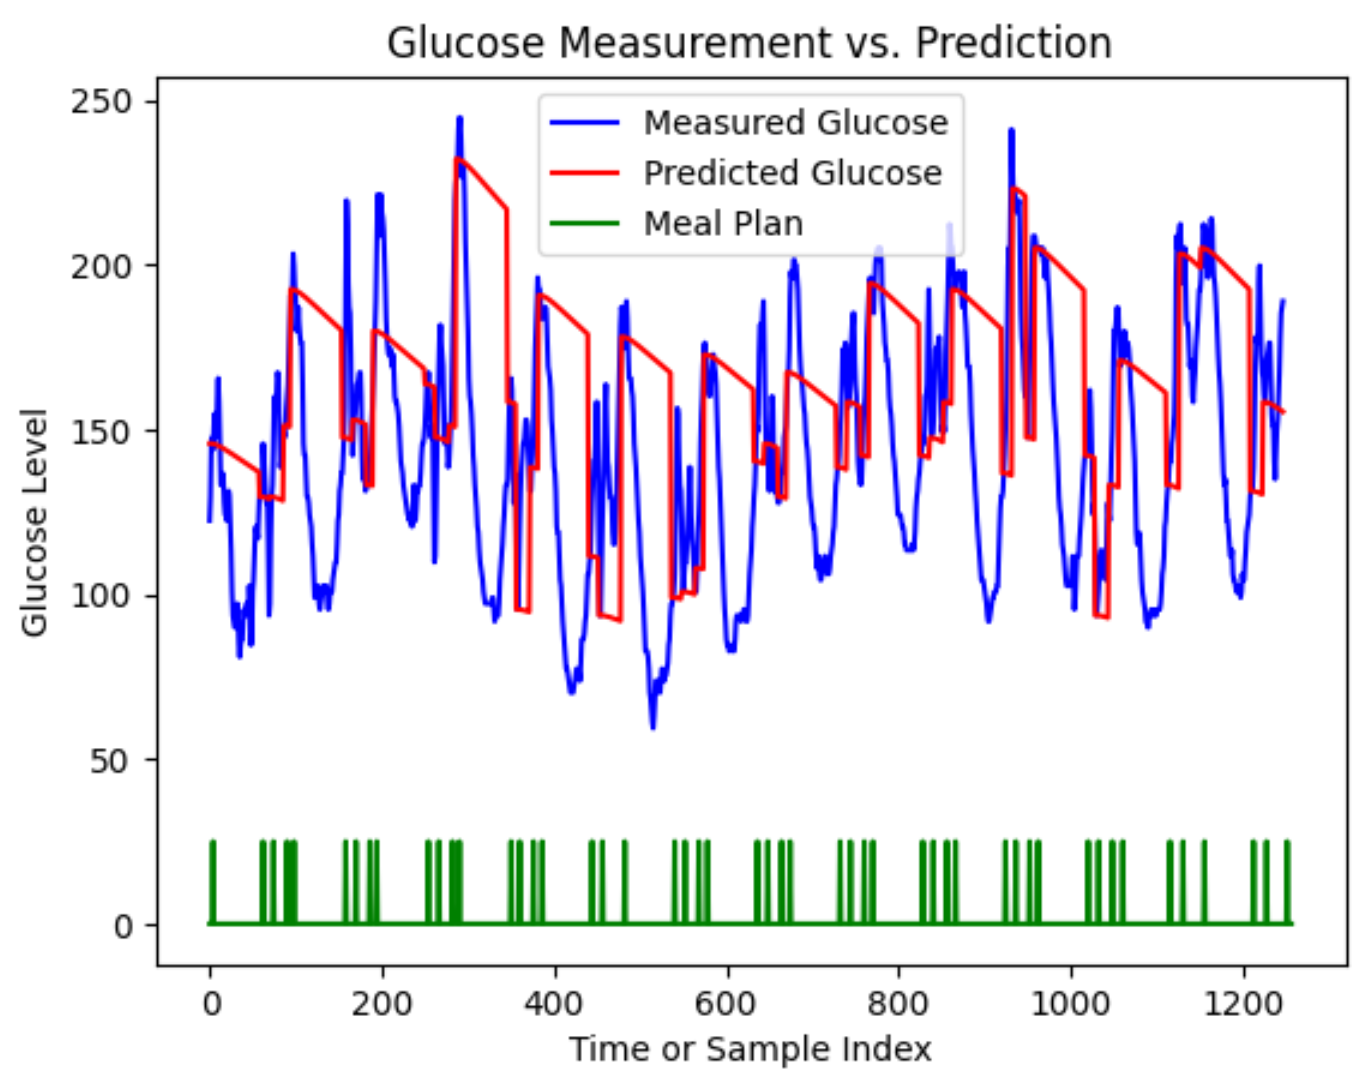 Glucose Measurement vs. Prediction
250
200
150
100
50
0
Glucose Level
Measured Glucose
Predicted Glucose
Meal Plan
0 200 400 600 800 1000 1200
Time or Sample Index